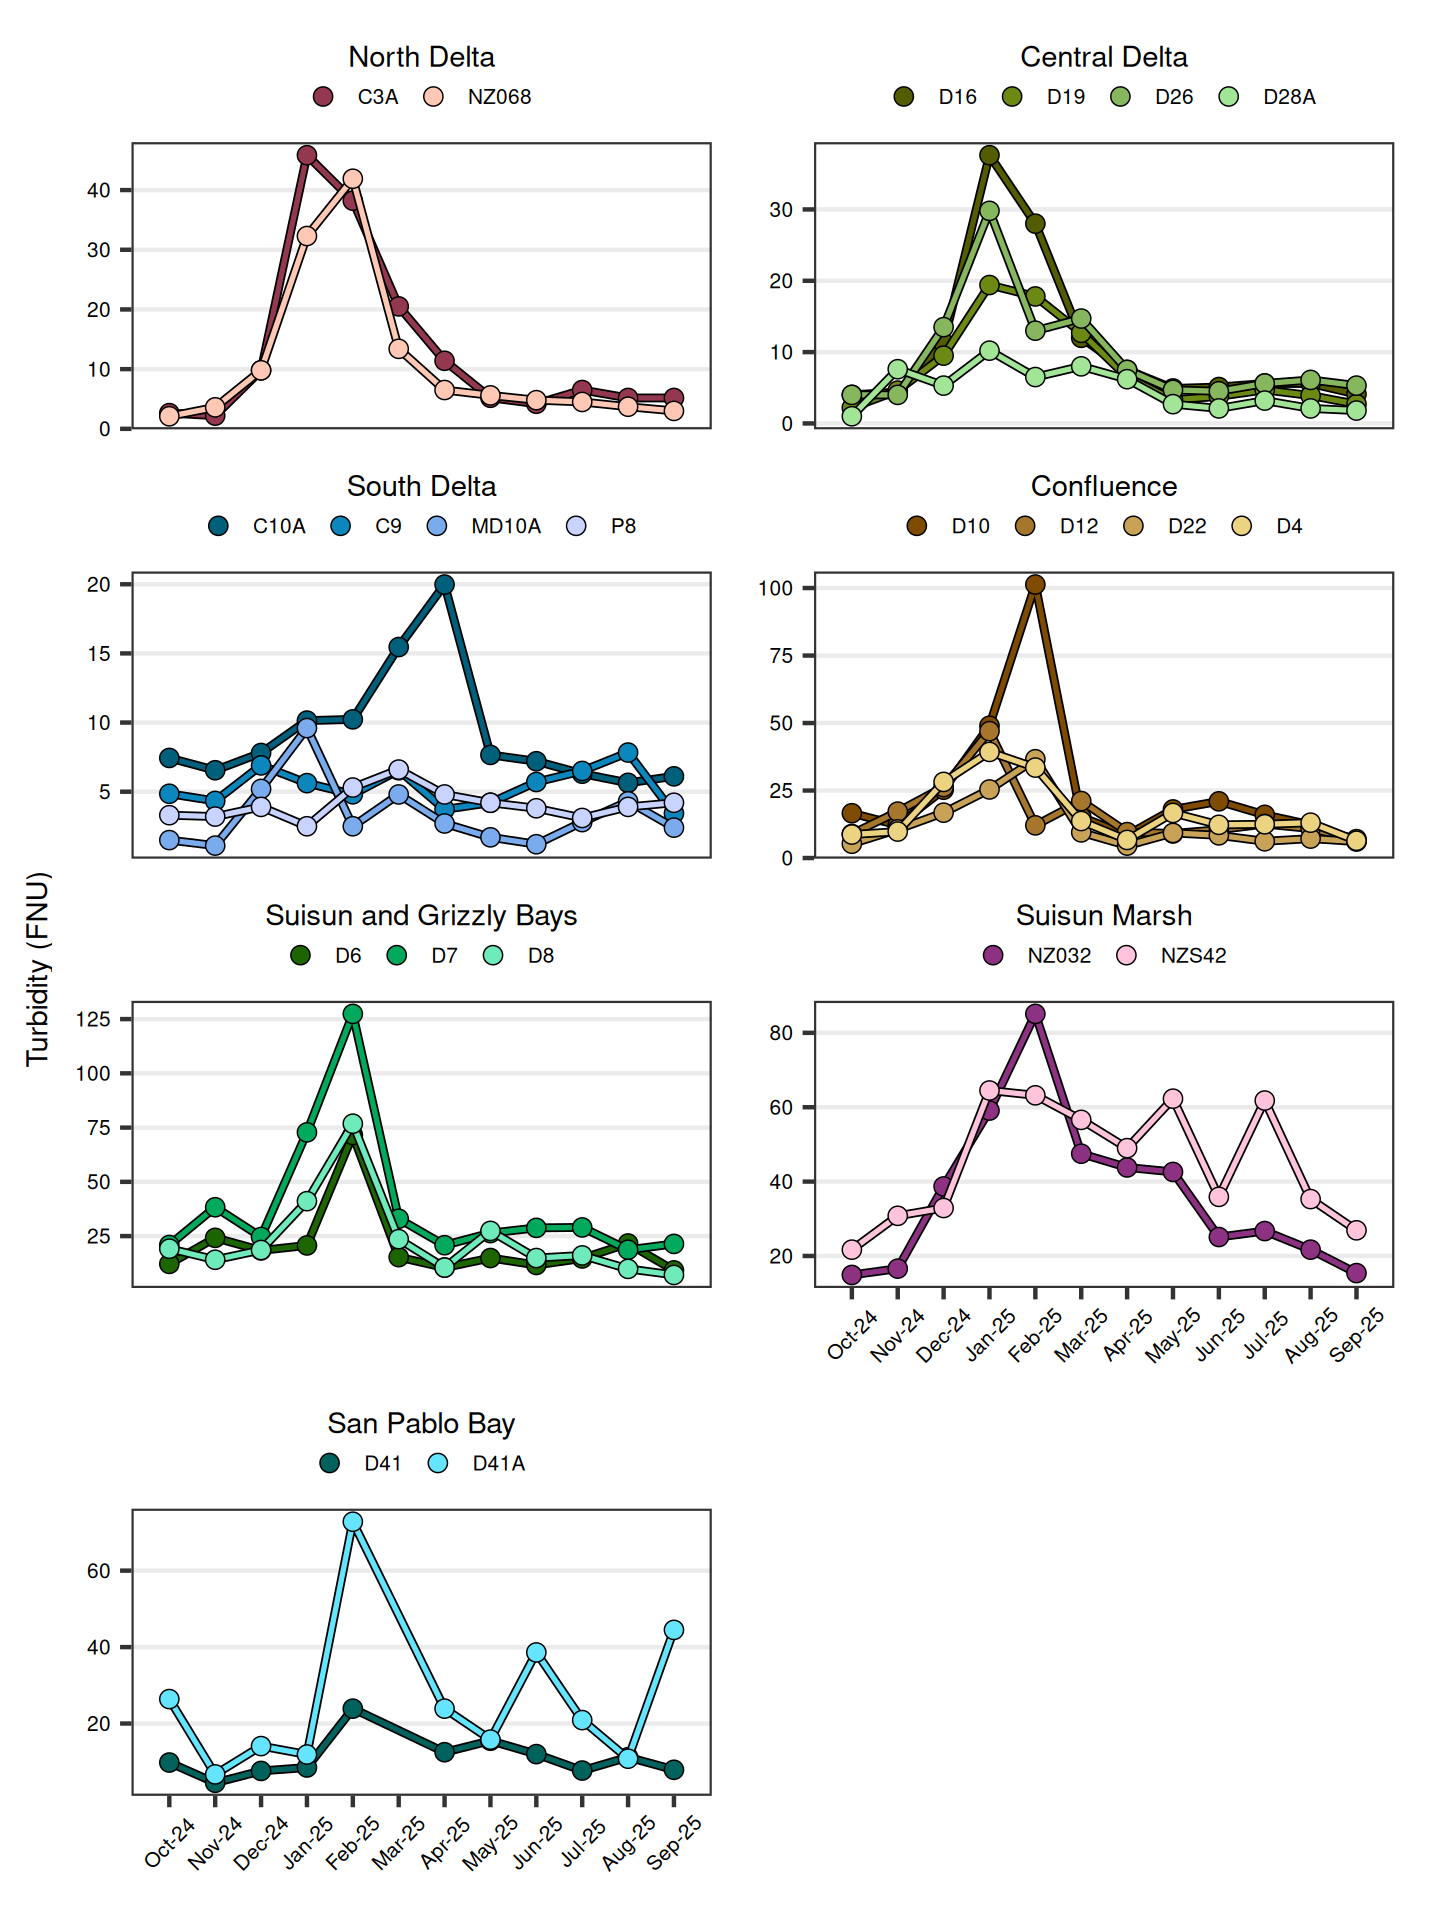 North Delta
C3A NZ068
40
30
20
10
0
Central Delta
D16 D19 D26 D28A
30
20
10
0
South Delta
C10A C9 MD10A P8
20
15
10
5
Confluence
D10 D12 D22 D4
100
75
50
25
0
Turbidity (FNU)
Suisun and Grizzly Bays
D6 D7 D8
125
100
75
50
25
Suisun Marsh
NZ032 NZS42
80
60
40
20
Oct-24 Nov-24 Dec-24 Jan-25 Feb-25 Mar-25 Apr-25 May-25 Jun-25 Jul-25 Aug-25 Sep-25
San Pablo Bay
D41 D41A
60
40
20
Oct-24 Nov-24 Dec-24 Jan-25 Feb-25 Mar-25 Apr-25 May-25 Jun-25 Jul-25 Aug-25 Sep-25